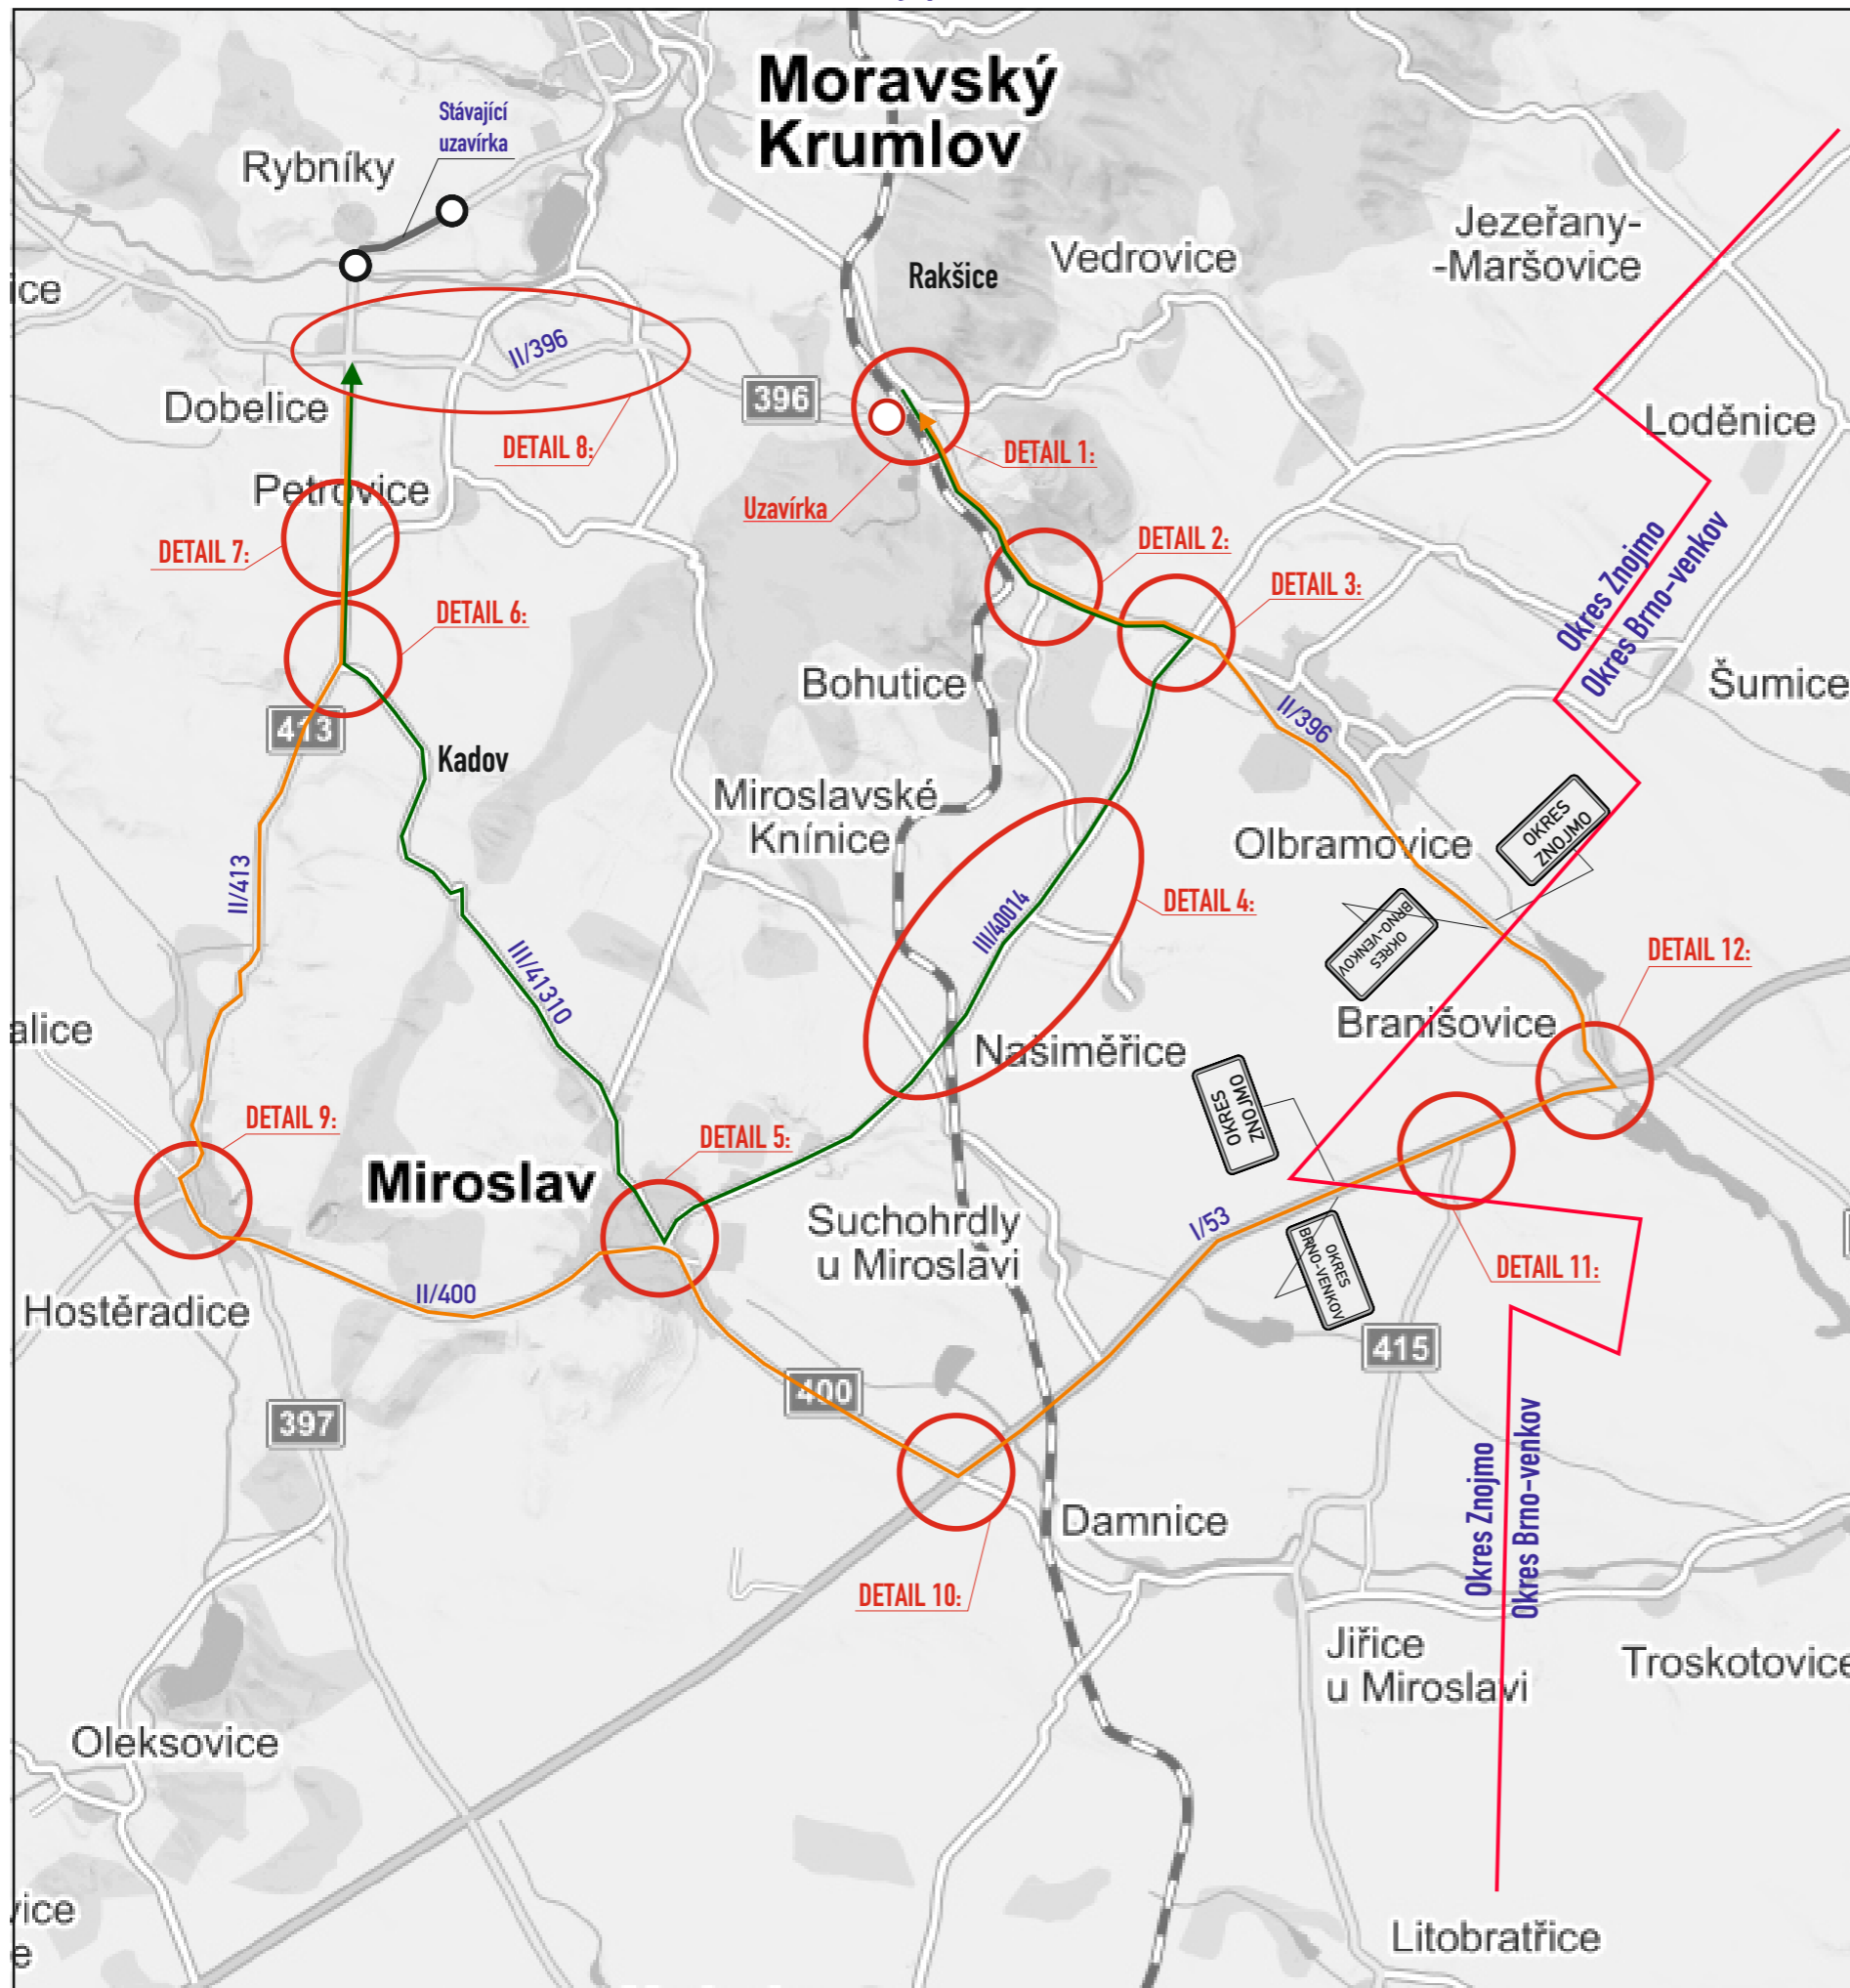 Moravský
Krumlov
Stávající
uzavírka
Rybníky
Jezeřany-
-Maršovice
Vedrovice
Rakšice
ice
II/396
Dobelice
396
Loděnice
DETAIL 8:
DETAIL 1:
Petrovice
Uzavírka
DETAIL 7:
DETAIL 2:
DETAIL 3:
Okres Znojmo
Okres Brno-venkov
DETAIL 6:
Bohutice
Šumice
413
II/396
Kadov
Miroslavské
Knínice
OKRES
ZNOJMO
Olbramovice
II/413
DETAIL 4:
III/40014
OKRES
BRNO-VENKOV
DETAIL 12:
III/41310
alice
Branišovice
Našiměřice
OKRES
ZNOJMO
DETAIL 9:
DETAIL 5:
Miroslav
Suchohrdly
u Miroslavi
I/53
OKRES
BRNO-VENKOV
DETAIL 11:
II/400
Hostěradice
415
400
397
Okres Znojmo
Okres Brno-venkov
Damnice
DETAIL 10:
Jiřice
u Miroslavi
Troskotovice
Oleksovice
vice
e
Litobratřice